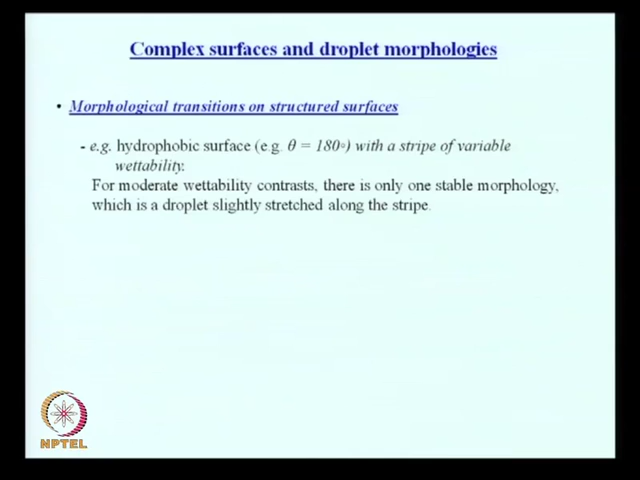 Complex surfaces and droplet morphologies
• Morphological transitions on structured surfaces
- e.g. hydrophobic surface (e.g. θ = 180°) with a stripe of variable
wettability.
For moderate wettability contrasts, there is only one stable morphology,
which is a droplet slightly stretched along the stripe.
NPTEL